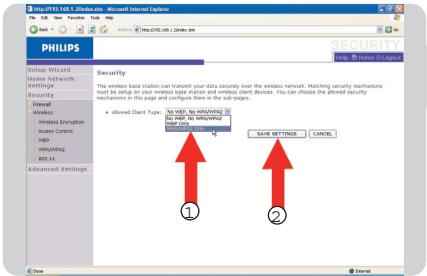 http://192.168.1.2/index.stm - Microsoft Internet Explorer
File Edit View Favorites Tools Help
Back
Address http://192.168.1.2/index.stm
Go
PHILIPS
SECURITY
Help Home Logout
Setup Wizard
Home Network Settings
Security
Firewall
Wireless
Wireless Encryption
Access Control
WEP
WPA/WPA2
802.1X
Advanced Settings
Security
The wireless base station can transmit your data securely over the wireless network. Matching security mechanisms
must be setup on your wireless base station and wireless client devices. You can choose the allowed security
mechanisms in this page and configure them in the sub-pages.
Allowed Client Type: No WEP, No WPA/WPA2
No WEP, No WPA/WPA2
WEP Only
WPA/WPA2 Only
SAVE SETTINGS CANCEL
1
2
Done
Internet